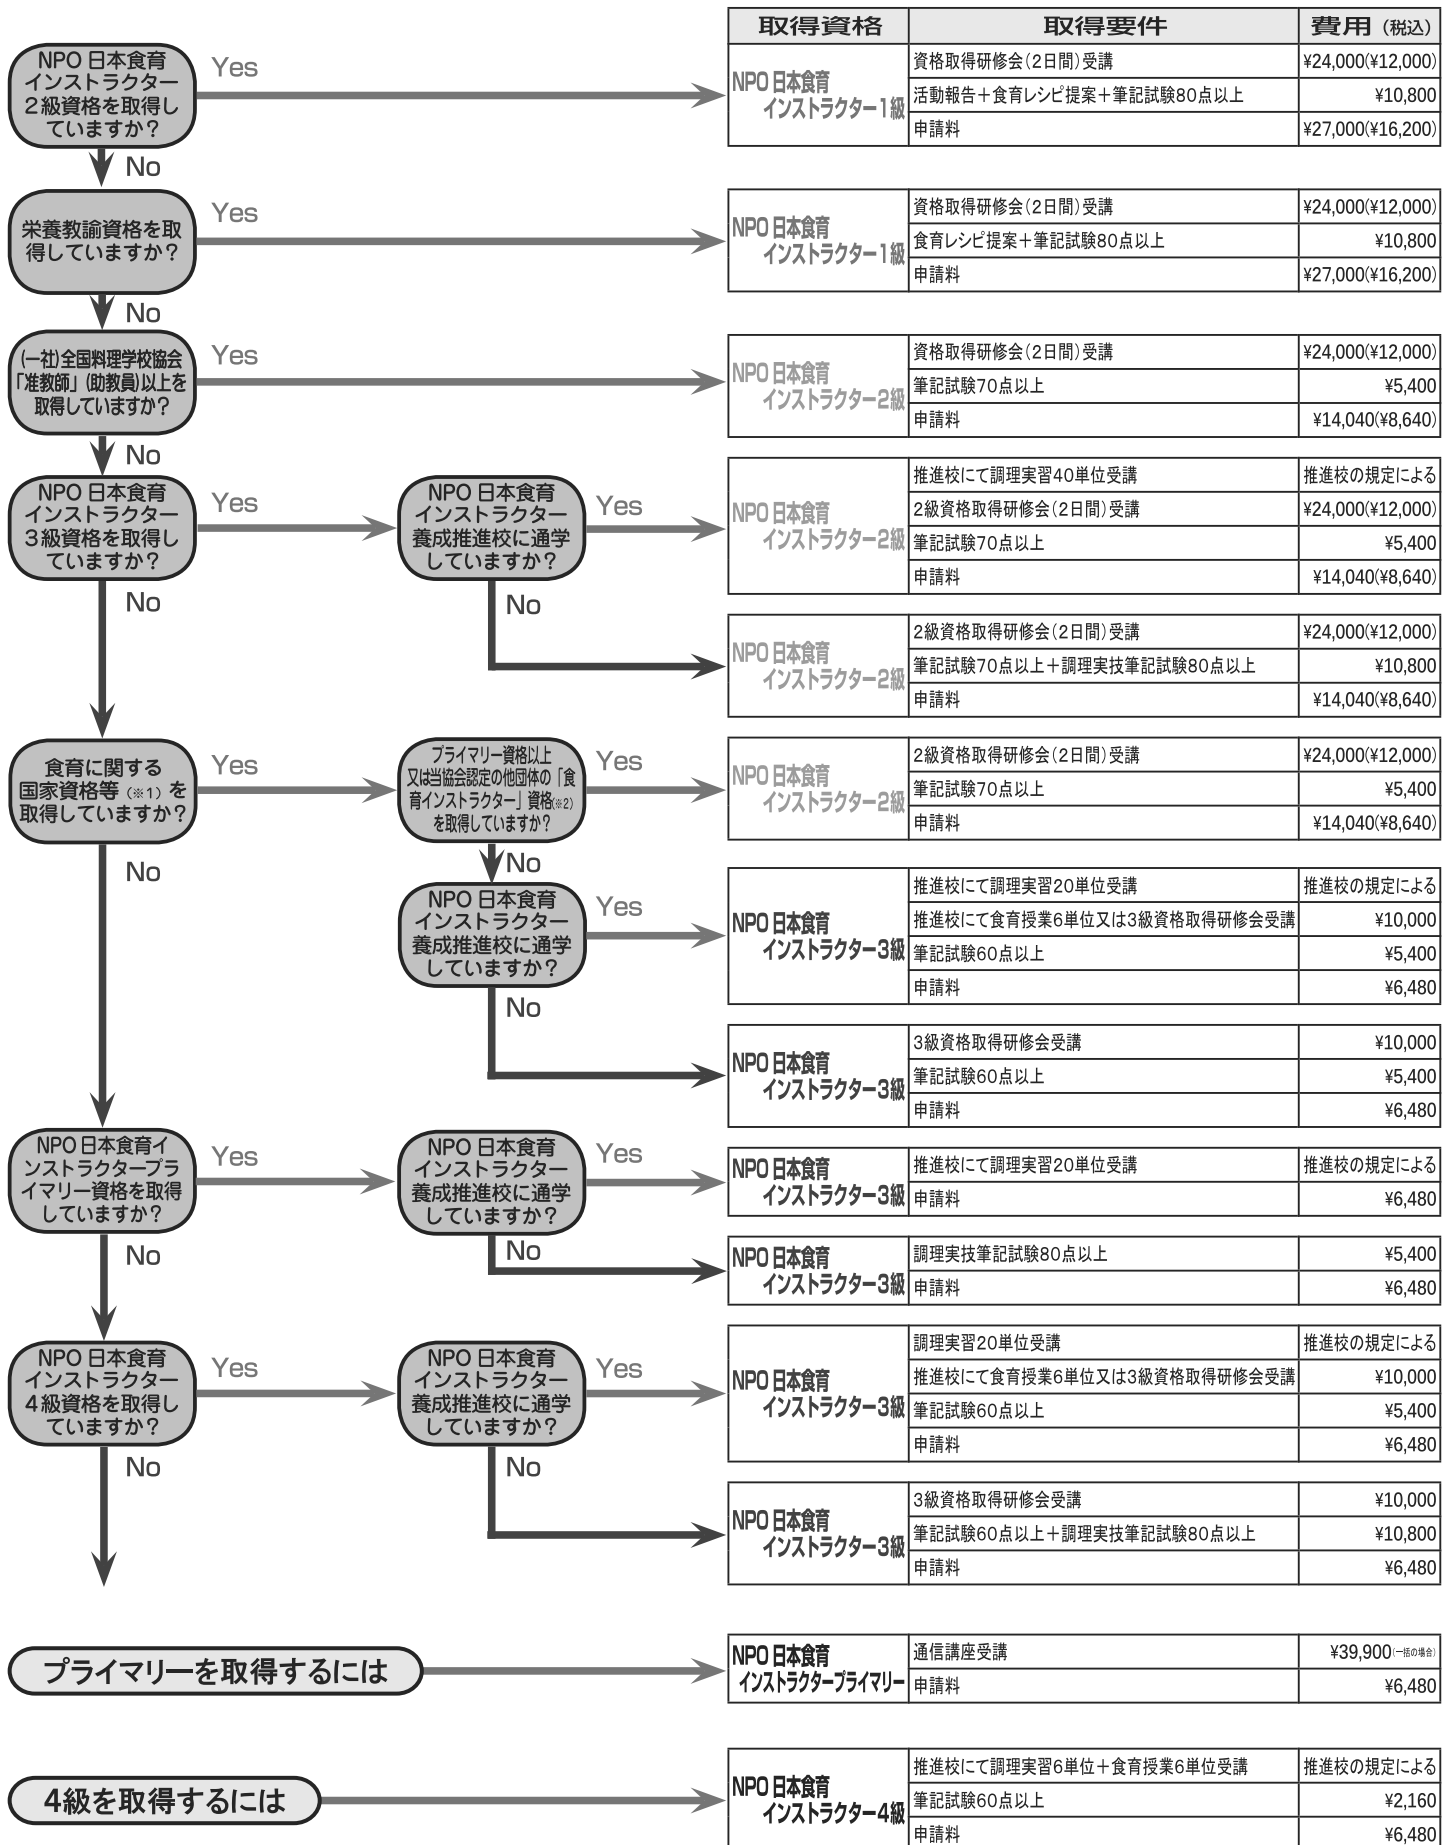 取得資格 取得要件 費用（税込）
NPO 日本食育
インストラクター
２級資格を取得し
ていますか？
Yes
No
NPO 日本食育
インストラクター１級
資格取得研修会（2日間）受講 ¥24,000(¥12,000)
活動報告＋食育レシピ提案＋筆記試験80点以上 ¥10,800
申請料 ¥27,000(¥16,200)
栄養教諭資格を取
得していますか？
Yes
No
NPO 日本食育
インストラクター１級
資格取得研修会（2日間）受講 ¥24,000(¥12,000)
食育レシピ提案＋筆記試験80点以上 ¥10,800
申請料 ¥27,000(¥16,200)
(一社)全国料理学校協会
「准教師」(助教員)以上を
取得していますか？
Yes
No
NPO 日本食育
インストラクター2級
資格取得研修会（2日間）受講 ¥24,000(¥12,000)
筆記試験70点以上 ¥5,400
申請料 ¥14,040(¥8,640)
NPO 日本食育
インストラクター
３級資格を取得し
ていますか？
Yes
No
NPO 日本食育
インストラクター
養成推進校に通学
していますか？
Yes
No
NPO 日本食育
インストラクター2級
推進校にて調理実習40単位受講 推進校の規定による
2級資格取得研修会（2日間）受講 ¥24,000(¥12,000)
筆記試験70点以上 ¥5,400
申請料 ¥14,040(¥8,640)
NPO 日本食育
インストラクター2級
2級資格取得研修会（2日間）受講 ¥24,000(¥12,000)
筆記試験70点以上＋調理実技筆記試験80点以上 ¥10,800
申請料 ¥14,040(¥8,640)
食育に関する
国家資格等（※1）を
取得していますか？
Yes
No
プライマリー資格以上
又は当協会認定の他団体の「食
育インストラクター」資格(※2)
を取得していますか？
Yes
No
NPO 日本食育
インストラクター2級
2級資格取得研修会（2日間）受講 ¥24,000(¥12,000)
筆記試験70点以上 ¥5,400
申請料 ¥14,040(¥8,640)
NPO 日本食育
インストラクター
養成推進校に通学
していますか？
Yes
No
NPO 日本食育
インストラクター3級
推進校にて調理実習20単位受講 推進校の規定による
推進校にて食育授業6単位又は3級資格取得研修会受講 ¥10,000
筆記試験60点以上 ¥5,400
申請料 ¥6,480
NPO 日本食育
インストラクター3級
3級資格取得研修会受講 ¥10,000
筆記試験60点以上 ¥5,400
申請料 ¥6,480
NPO 日本食育イ
ンストラクタープラ
イマリー資格を取得
していますか？
Yes
No
NPO 日本食育
インストラクター
養成推進校に通学
していますか？
Yes
No
NPO 日本食育
インストラクター3級
推進校にて調理実習20単位受講 推進校の規定による
申請料 ¥6,480
NPO 日本食育
インストラクター3級
調理実技筆記試験80点以上 ¥5,400
申請料 ¥6,480
NPO 日本食育
インストラクター
４級資格を取得し
ていますか？
Yes
No
NPO 日本食育
インストラクター
養成推進校に通学
していますか？
Yes
No
NPO 日本食育
インストラクター3級
調理実習20単位受講 推進校の規定による
推進校にて食育授業6単位又は3級資格取得研修会受講 ¥10,000
筆記試験60点以上 ¥5,400
申請料 ¥6,480
NPO 日本食育
インストラクター3級
3級資格取得研修会受講 ¥10,000
筆記試験60点以上＋調理実技筆記試験80点以上 ¥10,800
申請料 ¥6,480
プライマリーを取得するには
NPO 日本食育
インストラクタープライマリー
通信講座受講 ¥39,900(一括の場合)
申請料 ¥6,480
4級を取得するには
NPO 日本食育
インストラクター4級
推進校にて調理実習6単位＋食育授業6単位受講 推進校の規定による
筆記試験60点以上 ¥2,160
申請料 ¥6,480